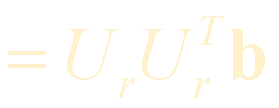 = U_r U_r^T b